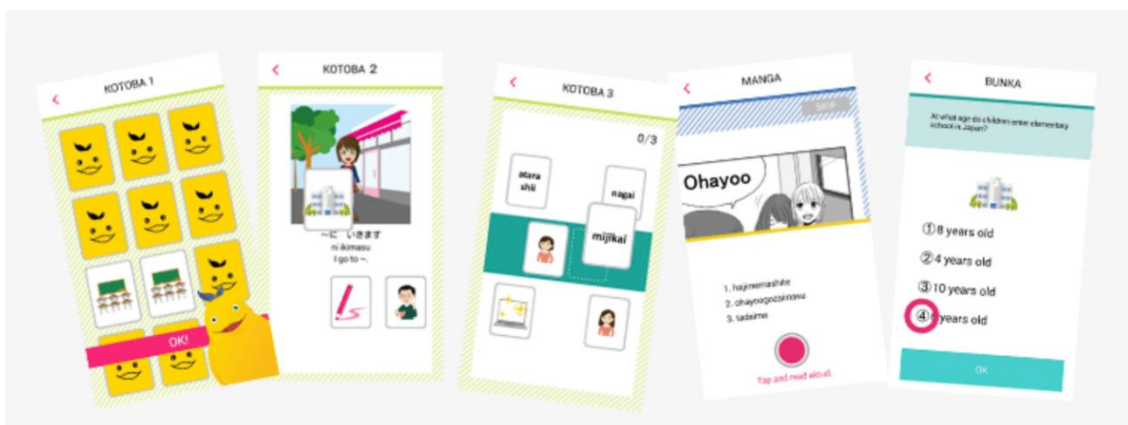 KOTOBA 1
OK!
KOTOBA 2
～に いきます
ni ikimasu
I go to ～.
KOTOBA 3
0/3
atara
shii
nagai
mijikai
MANGA
SKIP
Ohayoo
1. hajimemashite
2. ohayoogozaimasu
3. tadaima
Tap and read aloud.
BUNKA
At what age do children enter elementary
school in Japan?
①8 years old
②4 years old
③10 years old
④ years old
OK